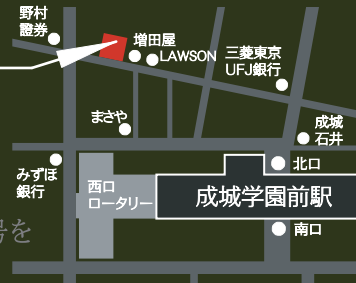 野村
證券
増田屋
LAWSON
三菱東京
UFJ銀行
まさや
成城
石井
みずほ
銀行
西口
ロータリー
北口
成城学園前駅
南口
号を